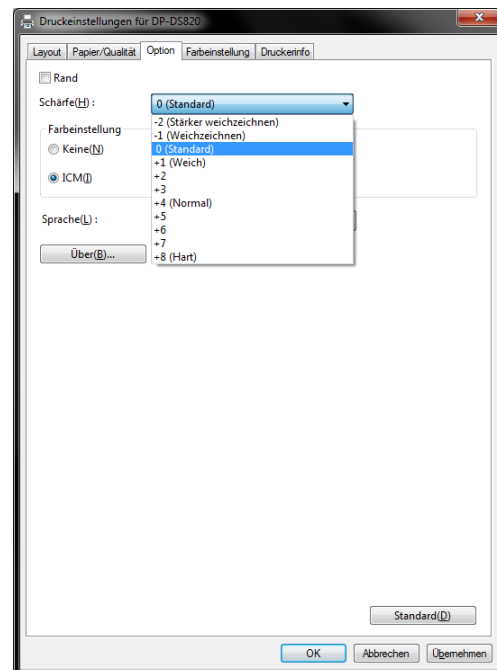 Druckeinstellungen für DP-DS820
Layout Papier/Qualität Option Farbeinstellung Druckerinfo
Rand
Schärfe(H) : 0 (Standard)
-2 (Stärker weichzeichnen)
-1 (Weichzeichnen)
0 (Standard)
+1 (Weich)
+2
+3
+4 (Normal)
+5
+6
+7
+8 (Hart)
Farbeinstellung
Keine(N)
ICM(I)
Sprache(L) :
Über(B)...
Standard(D)
OK Abbrechen Übernehmen